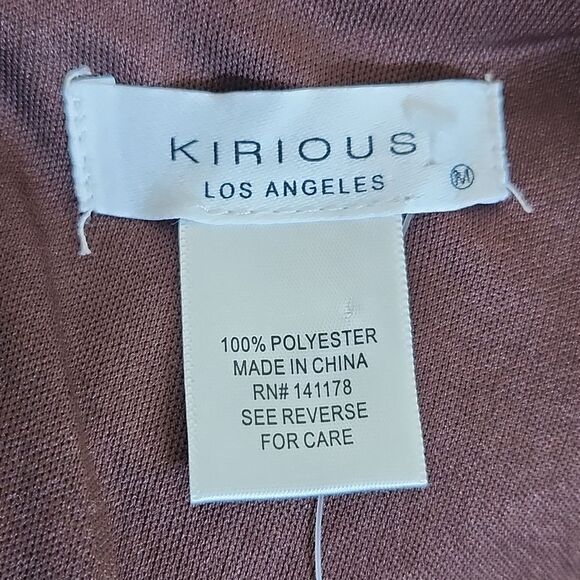 KIRIOUS
LOS ANGELES
M
100% POLYESTER
MADE IN CHINA
RN# 141178
SEE REVERSE
FOR CARE